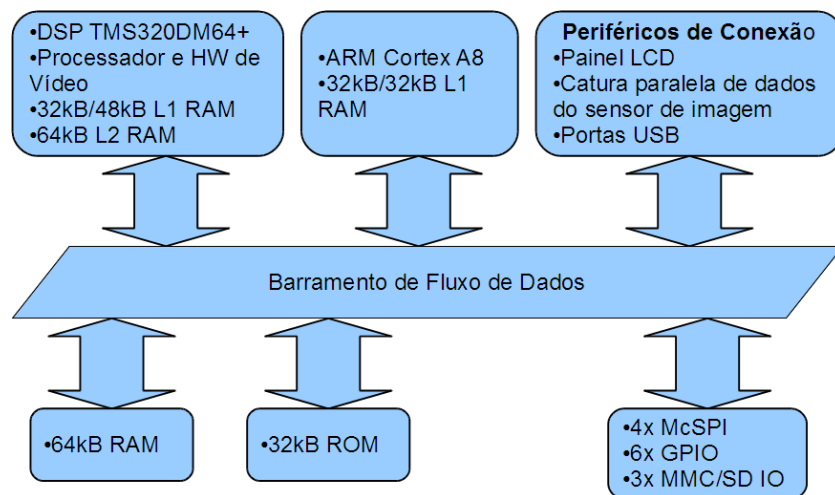 •DSP TMS320DM64+
•Processador e HW de
Vídeo
•32kB/48kB L1 RAM
•64kB L2 RAM
•ARM Cortex A8
•32kB/32kB L1
RAM
Periféricos de Conexão
•Painel LCD
•Catura paralela de dados
do sensor de imagem
•Portas USB
Barramento de Fluxo de Dados
•64kB RAM
•32kB ROM
•4x McSPI
•6x GPIO
•3x MMC/SD IO